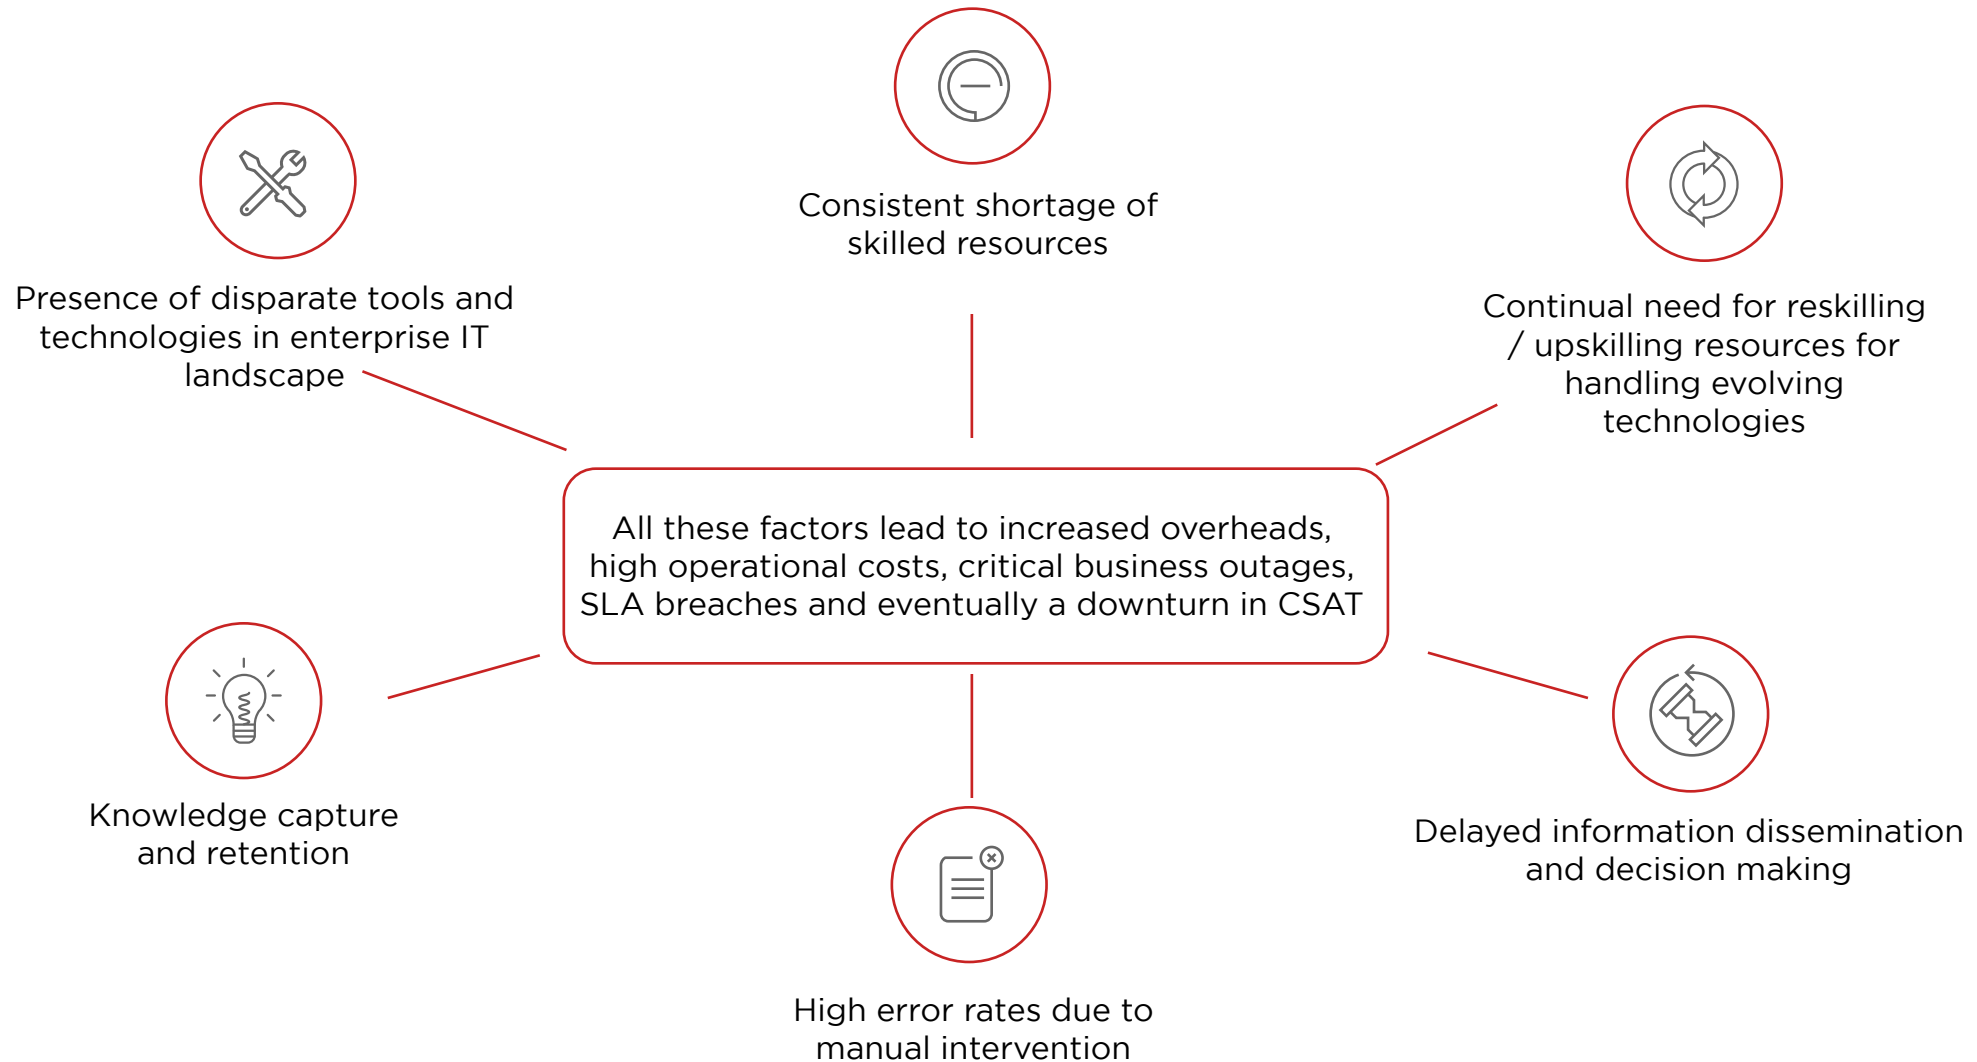 Consistent shortage of
skilled resources
Presence of disparate tools and
technologies in enterprise IT
landscape
Continual need for reskilling
/ upskilling resources for
handling evolving
technologies
All these factors lead to increased overheads,
high operational costs, critical business outages,
SLA breaches and eventually a downturn in CSAT
Knowledge capture
and retention
Delayed information dissemination
and decision making
High error rates due to
manual intervention